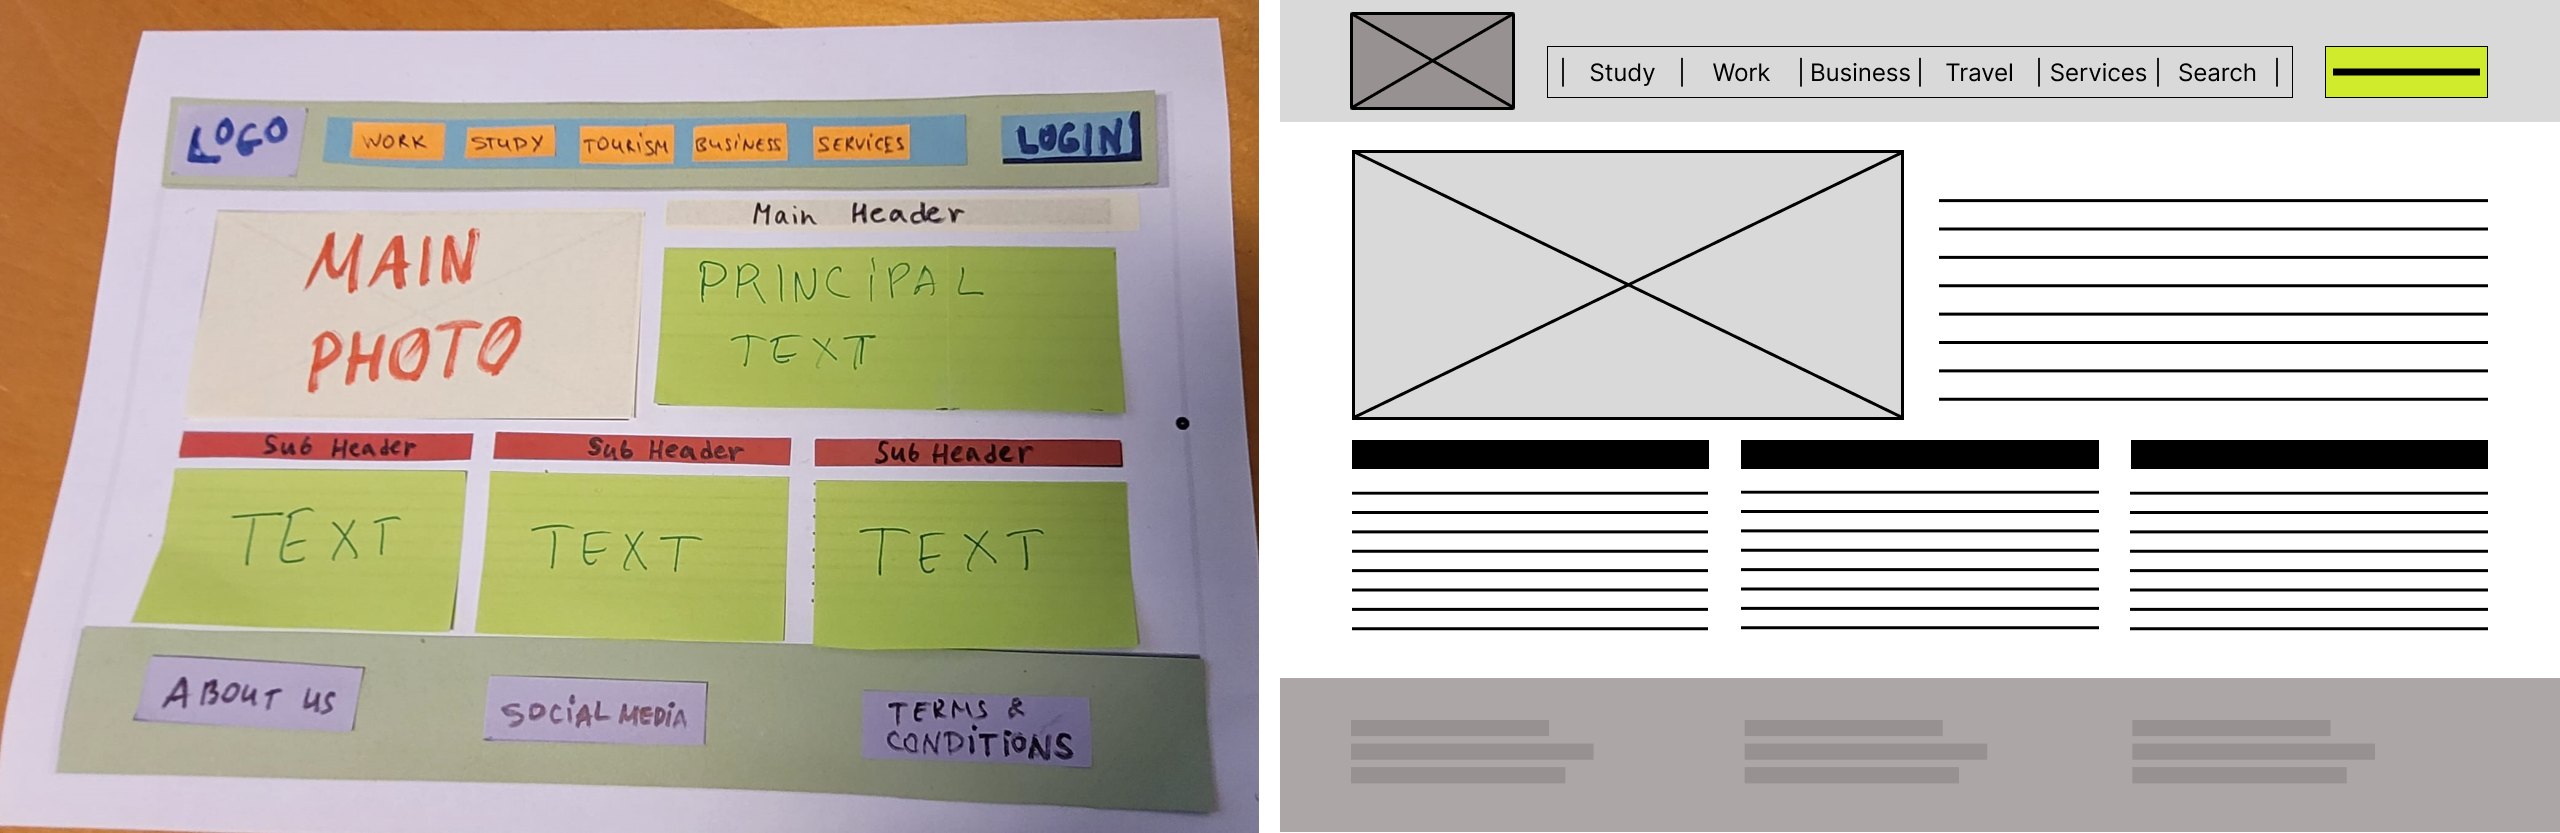 LOGO
WORK
STUDY
TOURiSM
BUSiNESS
SERViCES
LOGIN
Main Header
MAIN
PHOTO
PRINCiPAL
TEXT
Sub Header
Sub Header
Sub Header
TEXT
TEXT
TEXT
ABOUT US
SOCiAL MEDiA
TERMS &
CONDiTiONS
Study | Work | Business | Travel | Services | Search